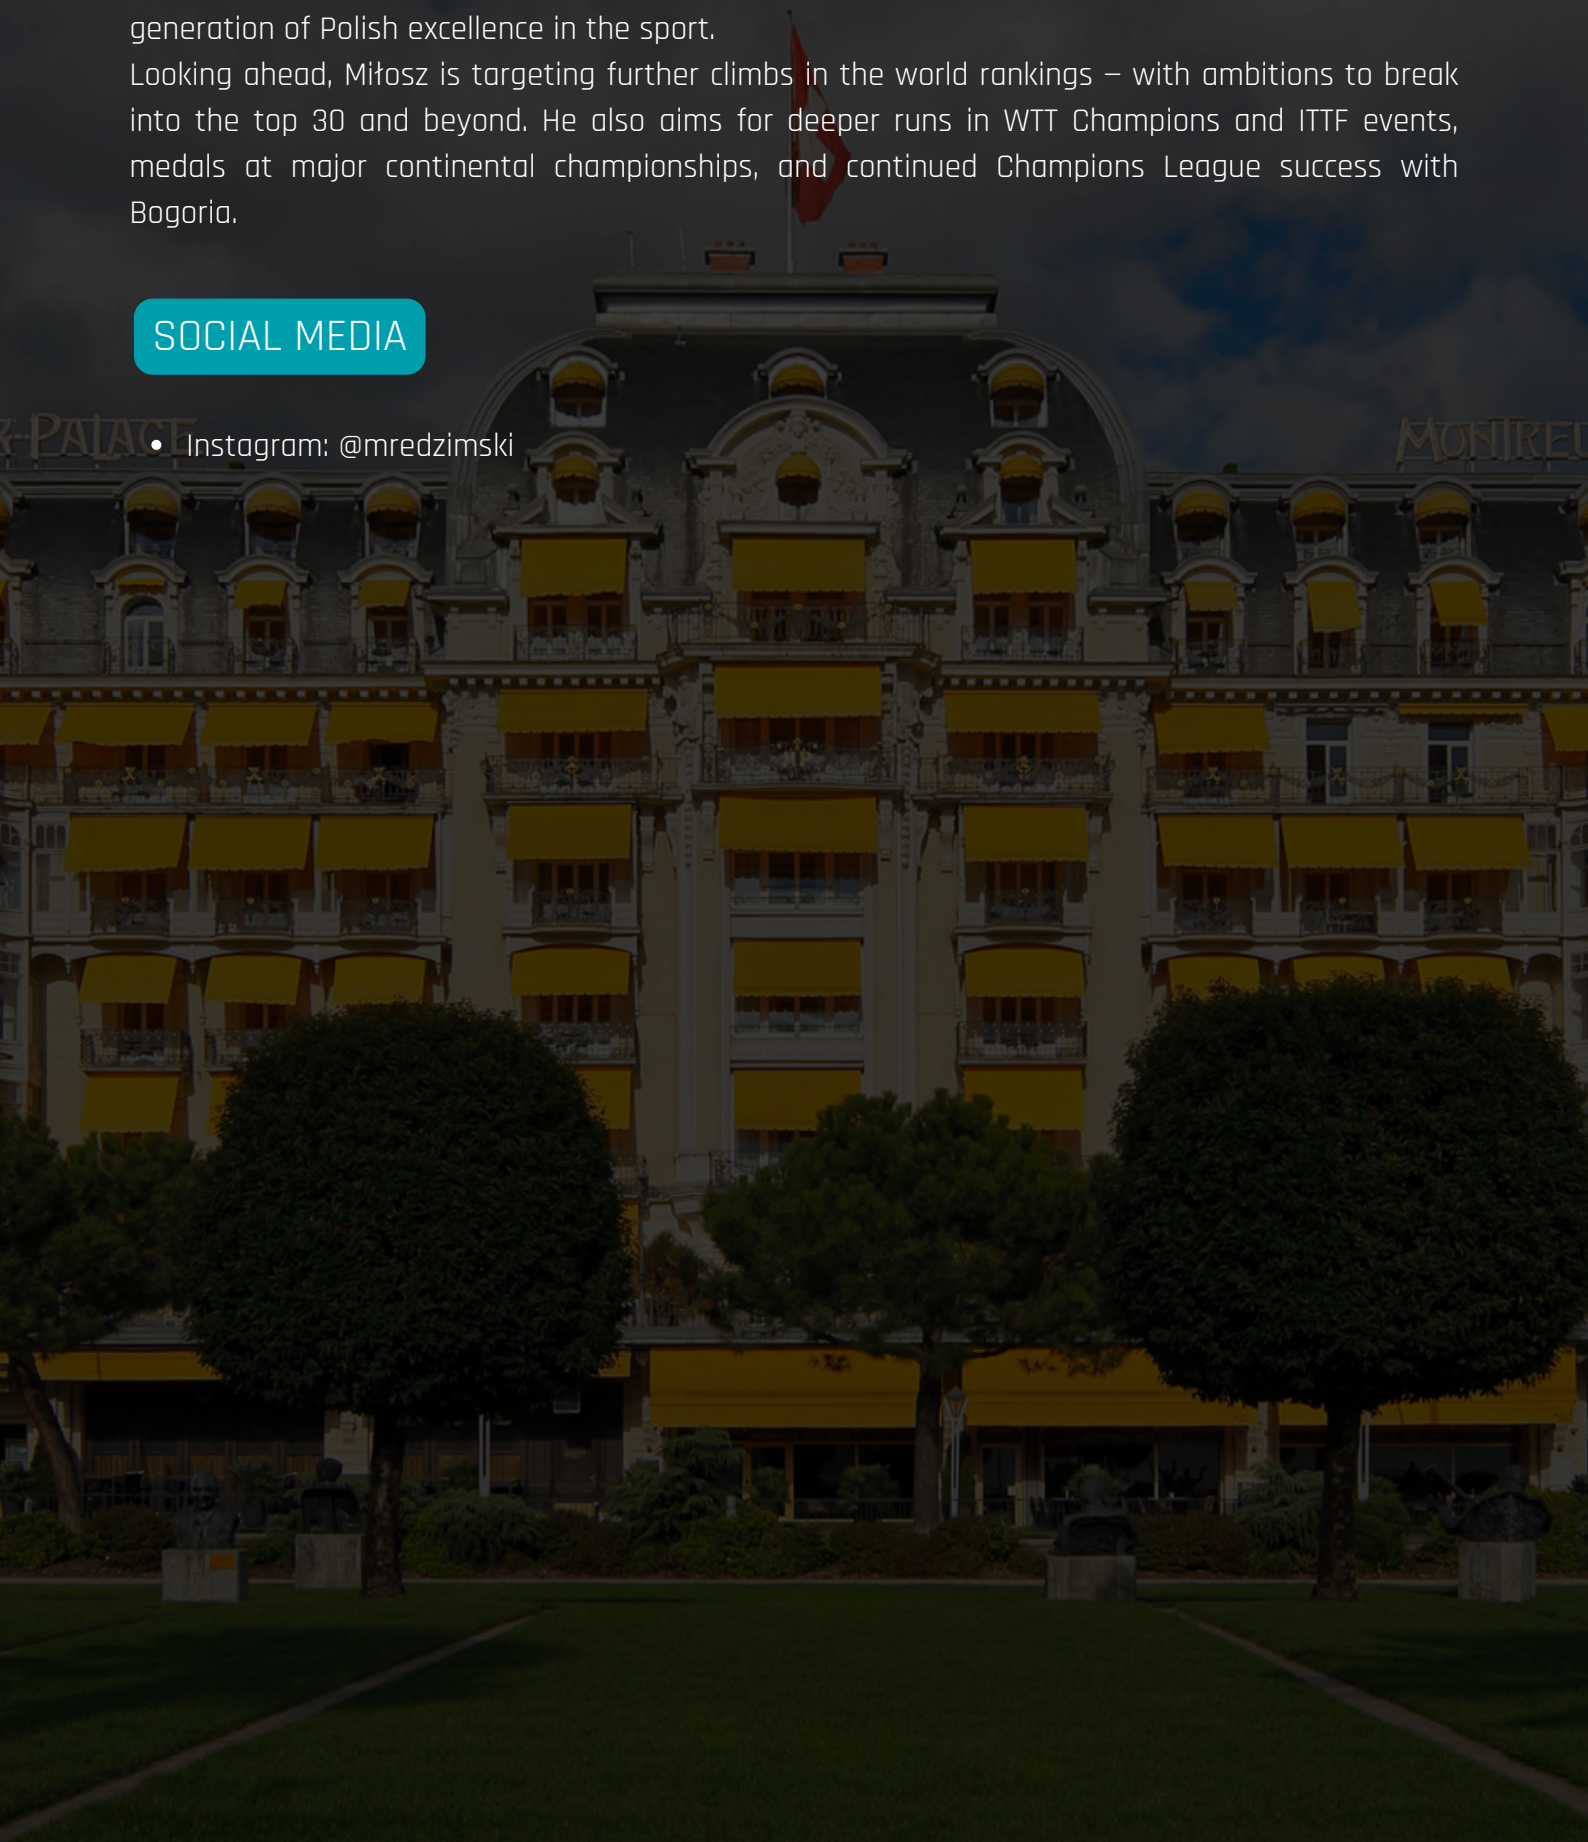 generation of Polish excellence in the sport.
Looking ahead, Miłosz is targeting further climbs in the world rankings – with ambitions to break
into the top 30 and beyond. He also aims for deeper runs in WTT Champions and ITTF events,
medals at major continental championships, and continued Champions League success with
Bogoria.
SOCIAL MEDIA
-PALACE
MONTREU
• Instagram: @mredzimski